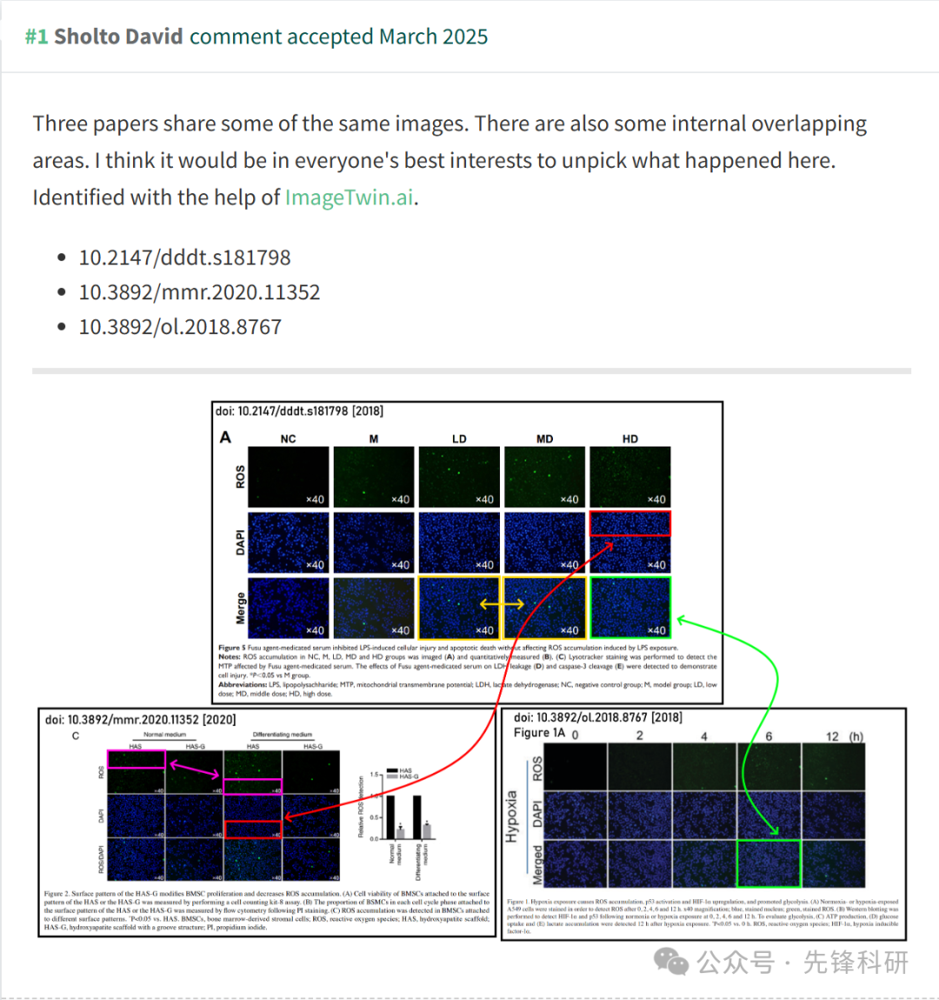 #1 Sholto David comment accepted March 2025
Three papers share some of the same images. There are also some internal overlapping
areas. I think it would be in everyone's best interests to unpick what happened here.
Identified with the help of ImageTwin.ai.
• 10.2147/dddt.s181798
• 10.3892/mmr.2020.11352
• 10.3892/ol.2018.8767
doi: 10.2147/dddt.s181798 [2018]
A NC M LD MD HD
ROS ×40 ×40 ×40 ×40 ×40
DAPI ×40 ×40 ×40 ×40 ×40
Merge ×40 ×40 ×40 ×40 ×40
Figure 5 Fusu agent-medicated serum inhibited LPS-induced cellular injury and apoptotic death without affecting ROS accumulation induced by LPS exposure.
Notes: ROS accumulation in NC, M, LD, MD and HD groups was imaged (A) and quantitatively measured (B). (C) Lysotracker staining was performed to detect the
MTP affected by Fusu agent-medicated serum. The effects of Fusu agent-medicated serum on LDH leakage (D) and caspase-3 cleavage (E) were detected to demonstrate
cell injury. *P<0.05 vs M group.
Abbreviations: LPS, lipopolysachharide; MTP, mitochondrial transmembrane potential; LDH, lactate dehydrogenase; NC, negative control group; M, model group; LD, low
dose; MD, middle dose; HD, high dose.
doi: 10.3892/mmr.2020.11352 [2020]
C Normal medium Differentiating medium
HAS HAS-G HAS HAS-G
ROS ×40 ×40 ×40 ×40
DAPI ×40 ×40 ×40 ×40
ROS/DAPI ×40 ×40 ×40 ×40
HAS
HAS-G
Relative ROS detection
1.5
1.0
0.5
0.0
Normal medium
Differentiating medium
Figure 2. Surface pattern of the HAS-G modifies BMSC proliferation and decreases ROS accumulation. (A) Cell viability of BMSCs attached to the surface
pattern of the HAS or the HAS-G was measured by performing a cell counting kit-8 assay. (B) The proportion of BSMCs in each cell cycle phase attached to
the surface pattern of the HAS or the HAS-G was measured by flow cytometry following PI staining. (C) ROS accumulation was detected in BMSCs attached
to different surface patterns. *P<0.05 vs. HAS. BMSCs, bone marrow-derived stromal cells; ROS, reactive oxygen species; HAS, hydroxyapatite scaffold;
HAS-G, hydroxyapatite scaffold with a groove structure; PI, propidium iodide.
doi: 10.3892/ol.2018.8767 [2018]
Figure 1A 0 2 4 6 12 (h)
Hypoxia
ROS
DAPI
Merged
Figure 1. Hypoxia exposure causes ROS accumulation, p53 activation and HIF-1α upregulation, and promoted glycolysis. (A) Normoxia- or hypoxia-exposed
A549 cells were stained in order to detect ROS after 0, 2, 4, 6 and 12 h. x40 magnification; blue, stained nucleus; green, stained ROS. (B) Western blotting was
performed to detect HIF-1α and p53 following normoxia or hypoxia exposure at 0, 2, 4, 6 and 12 h. To evaluate glycolysis, (C) ATP production, (D) glucose
uptake and (E) lactate accumulation were detected 12 h after hypoxia exposure. *P<0.05 vs. 0 h. ROS, reactive oxygen species; HIF-1α, hypoxia inducible
factor-1α.
公众号 · 先锋科研